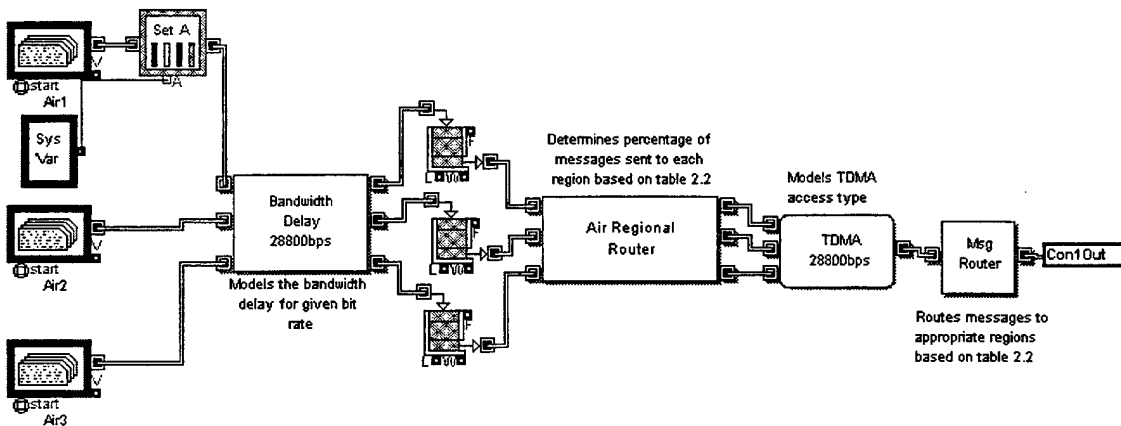 Set A
A
V
start
Air1
Sys
Var
V
start
Air2
V
start
Air3
Bandwidth
Delay
28800bps
Models the bandwidth
delay for given bit
rate
F
L
F
L
F
L
Determines percentage of
messages sent to each
region based on table 2.2
Air Regional
Router
Models TDMA
access type
TDMA
28800bps
Msg
Router
Routes messages to
appropriate regions
based on table 2.2
Con1Out